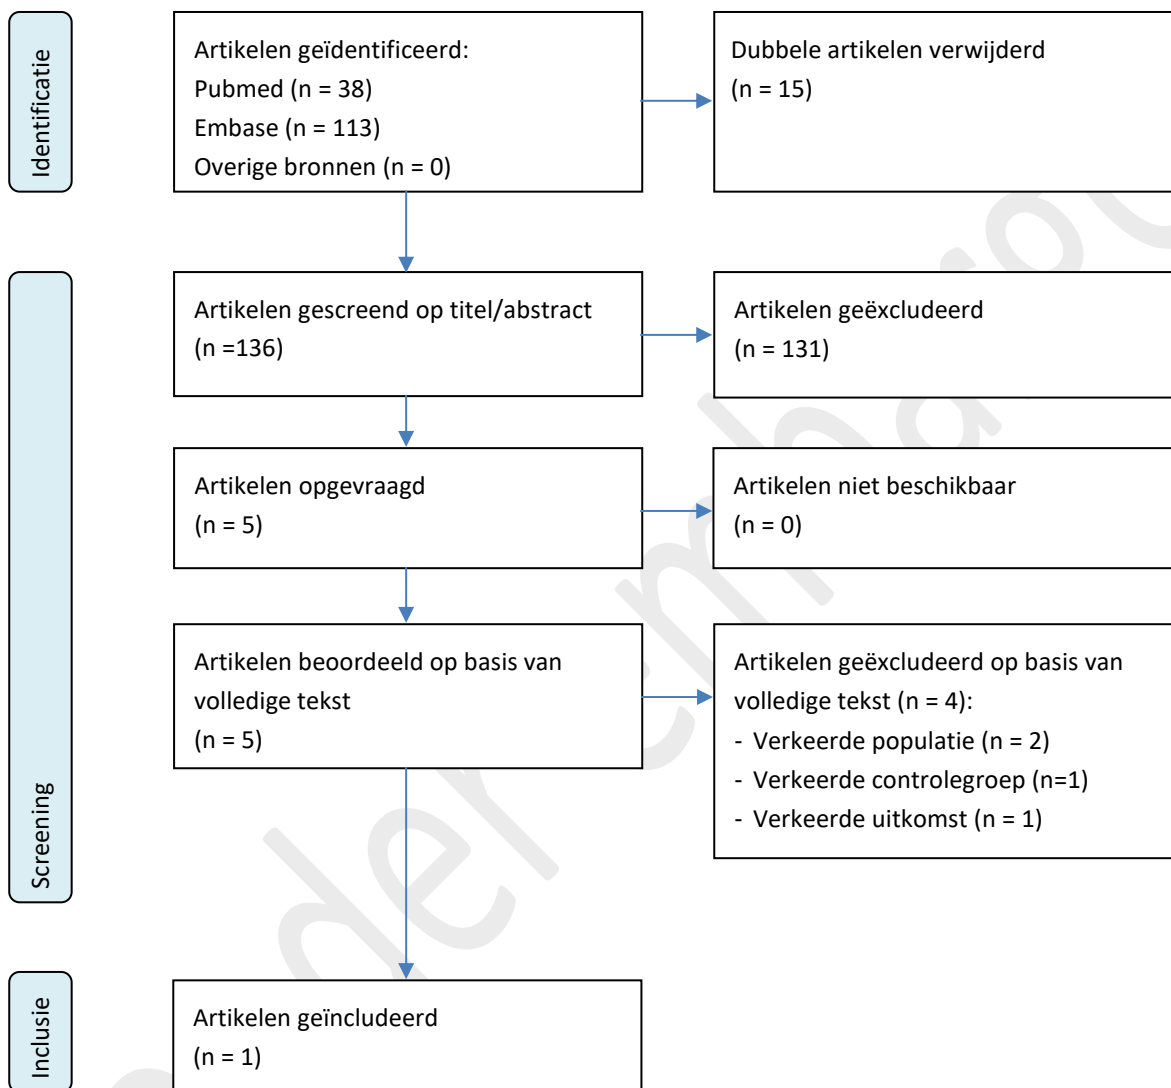 Identificatie
Artikelen geïdentificeerd:
Pubmed (n = 38)
Embase (n = 113)
Overige bronnen (n = 0)
Dubbele artikelen verwijderd
(n = 15)
Screening
Artikelen gescreend op titel/abstract
(n =136)
Artikelen geëxcludeerd
(n = 131)
Artikelen opgevraagd
(n = 5)
Artikelen niet beschikbaar
(n = 0)
Artikelen beoordeeld op basis van
volledige tekst
(n = 5)
Artikelen geëxcludeerd op basis van
volledige tekst (n = 4):
- Verkeerde populatie (n = 2)
- Verkeerde controlegroep (n=1)
- Verkeerde uitkomst (n = 1)
Inclusie
Artikelen geïncludeerd
(n = 1)